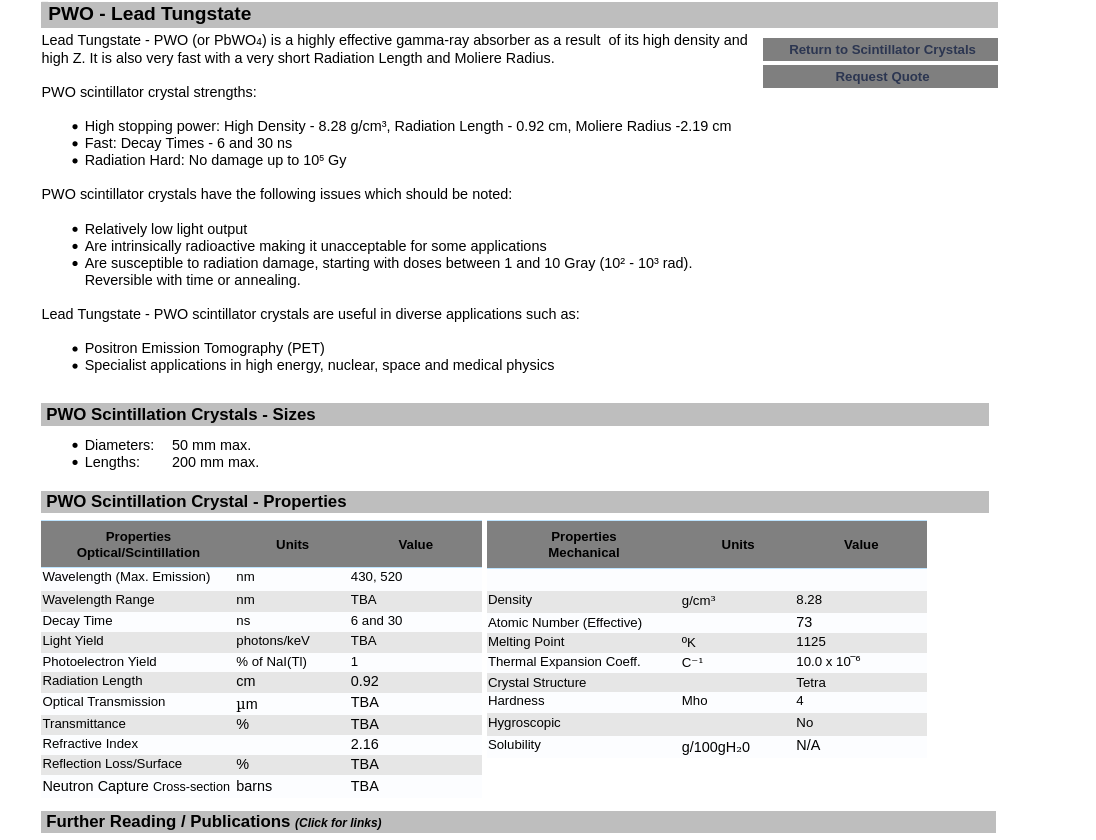 PWO - Lead Tungstate
Lead Tungstate - PWO (or PbWO₄) is a highly effective gamma-ray absorber as a result of its high density and
high Z. It is also very fast with a very short Radiation Length and Moliere Radius.
Return to Scintillator Crystals
Request Quote
PWO scintillator crystal strengths:
• High stopping power: High Density - 8.28 g/cm³, Radiation Length - 0.92 cm, Moliere Radius -2.19 cm
• Fast: Decay Times - 6 and 30 ns
• Radiation Hard: No damage up to 10⁵ Gy
PWO scintillator crystals have the following issues which should be noted:
• Relatively low light output
• Are intrinsically radioactive making it unacceptable for some applications
• Are susceptible to radiation damage, starting with doses between 1 and 10 Gray (10² - 10³ rad).
Reversible with time or annealing.
Lead Tungstate - PWO scintillator crystals are useful in diverse applications such as:
• Positron Emission Tomography (PET)
• Specialist applications in high energy, nuclear, space and medical physics
PWO Scintillation Crystals - Sizes
• Diameters: 50 mm max.
• Lengths: 200 mm max.
PWO Scintillation Crystal - Properties
Properties
Optical/Scintillation Units Value
Wavelength (Max. Emission) nm 430, 520
Wavelength Range nm TBA
Decay Time ns 6 and 30
Light Yield photons/keV TBA
Photoelectron Yield % of NaI(Tl) 1
Radiation Length cm 0.92
Optical Transmission µm TBA
Transmittance % TBA
Refractive Index 2.16
Reflection Loss/Surface % TBA
Neutron Capture Cross-section barns TBA
Properties
Mechanical Units Value
Density g/cm³ 8.28
Atomic Number (Effective) 73
Melting Point ºK 1125
Thermal Expansion Coeff. C⁻¹ 10.0 x 10⁻⁶
Crystal Structure Tetra
Hardness Mho 4
Hygroscopic No
Solubility g/100gH₂0 N/A
Further Reading / Publications (Click for links)